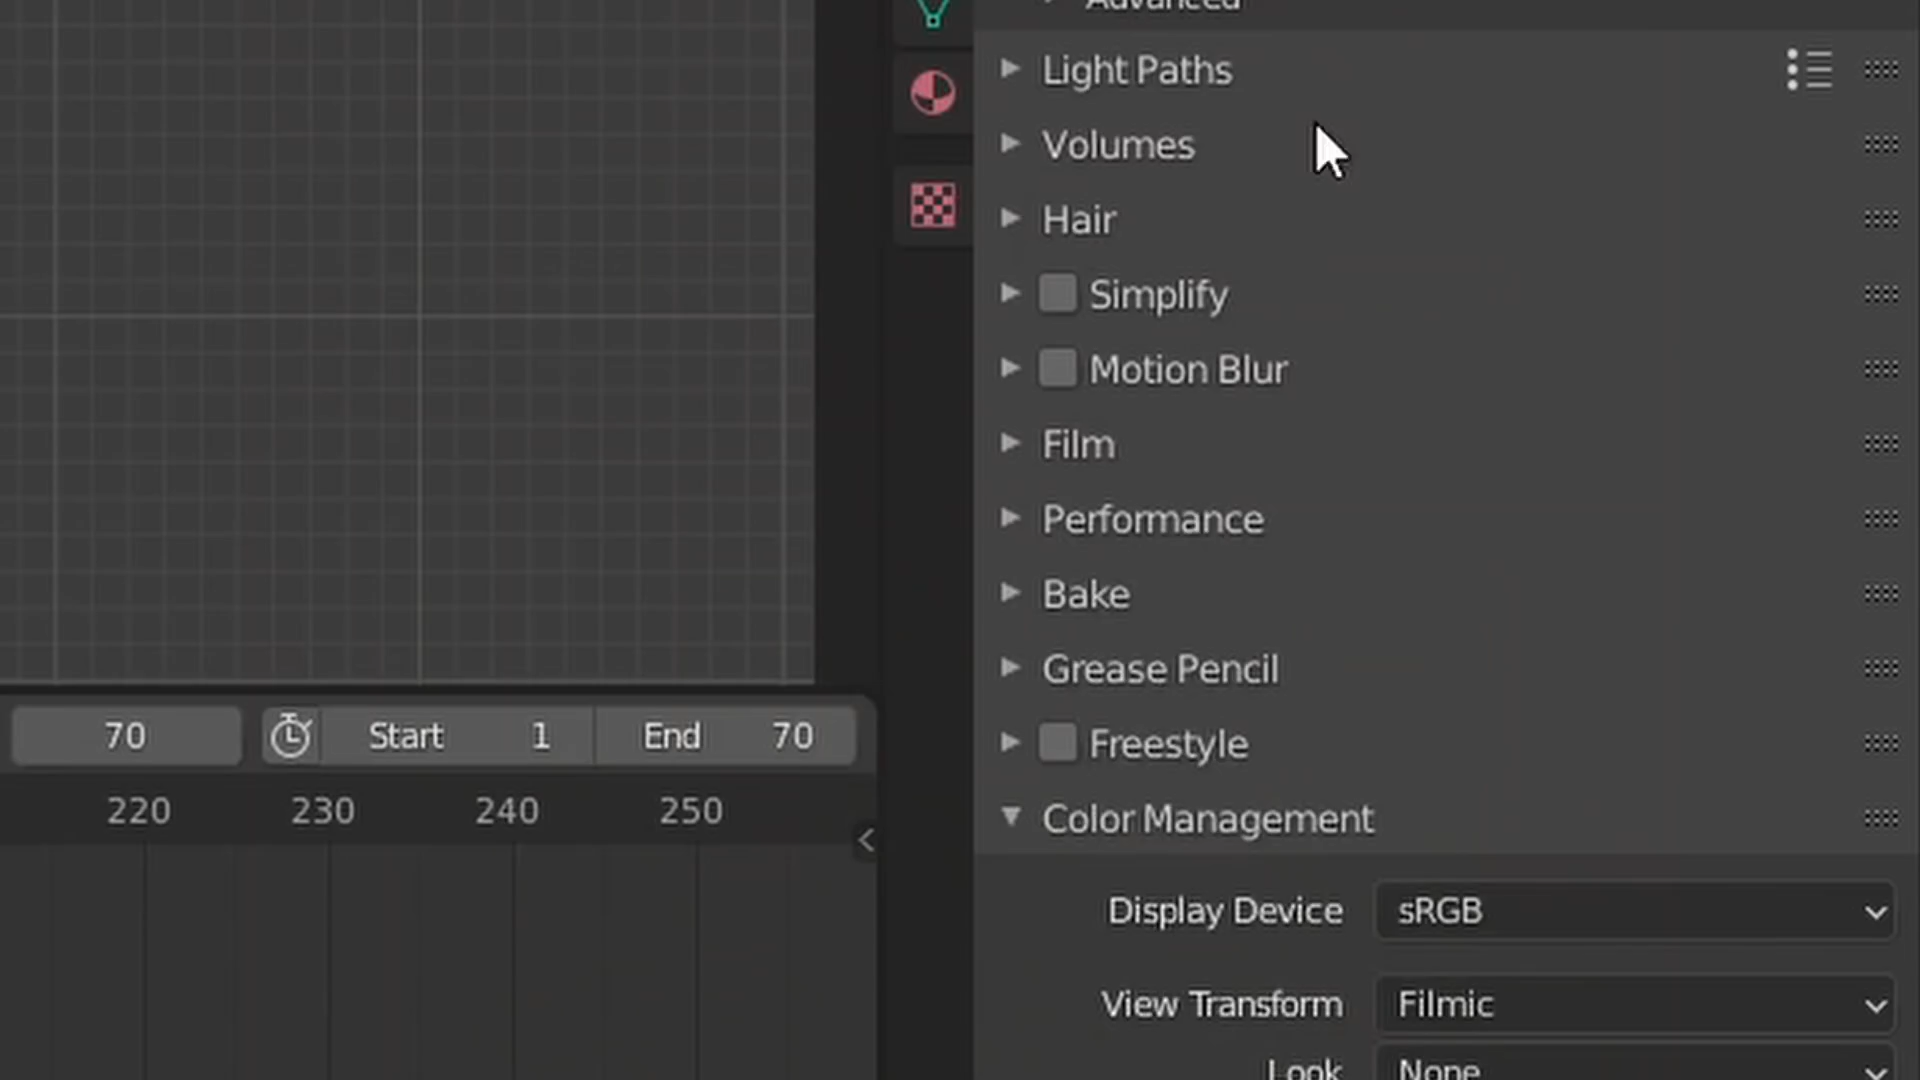 Advanced
Light Paths
Volumes
Hair
Simplify
Motion Blur
Film
Performance
Bake
Grease Pencil
Freestyle
Color Management
Display Device sRGB
View Transform Filmic
Look None
70 Start 1 End 70
220 230 240 250